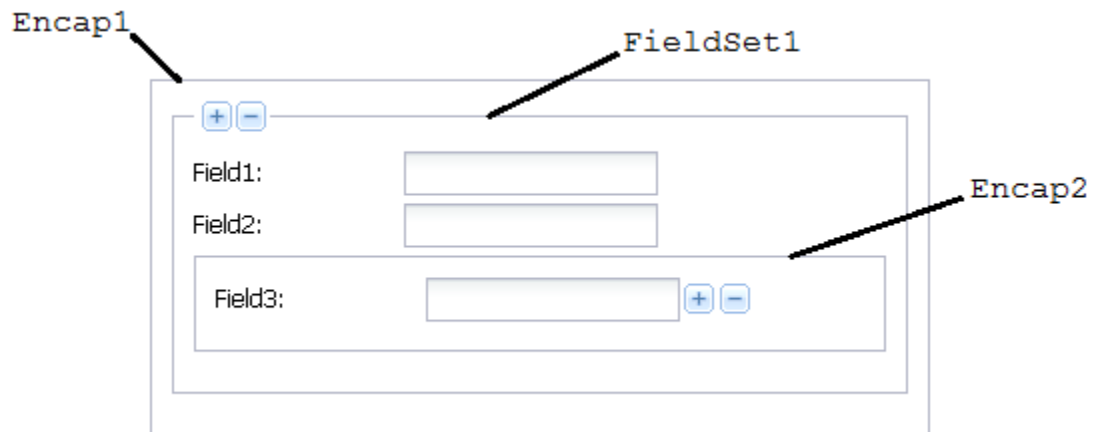 Encap1
FieldSet1
+ −
Field1:
Encap2
Field2:
Field3: + −